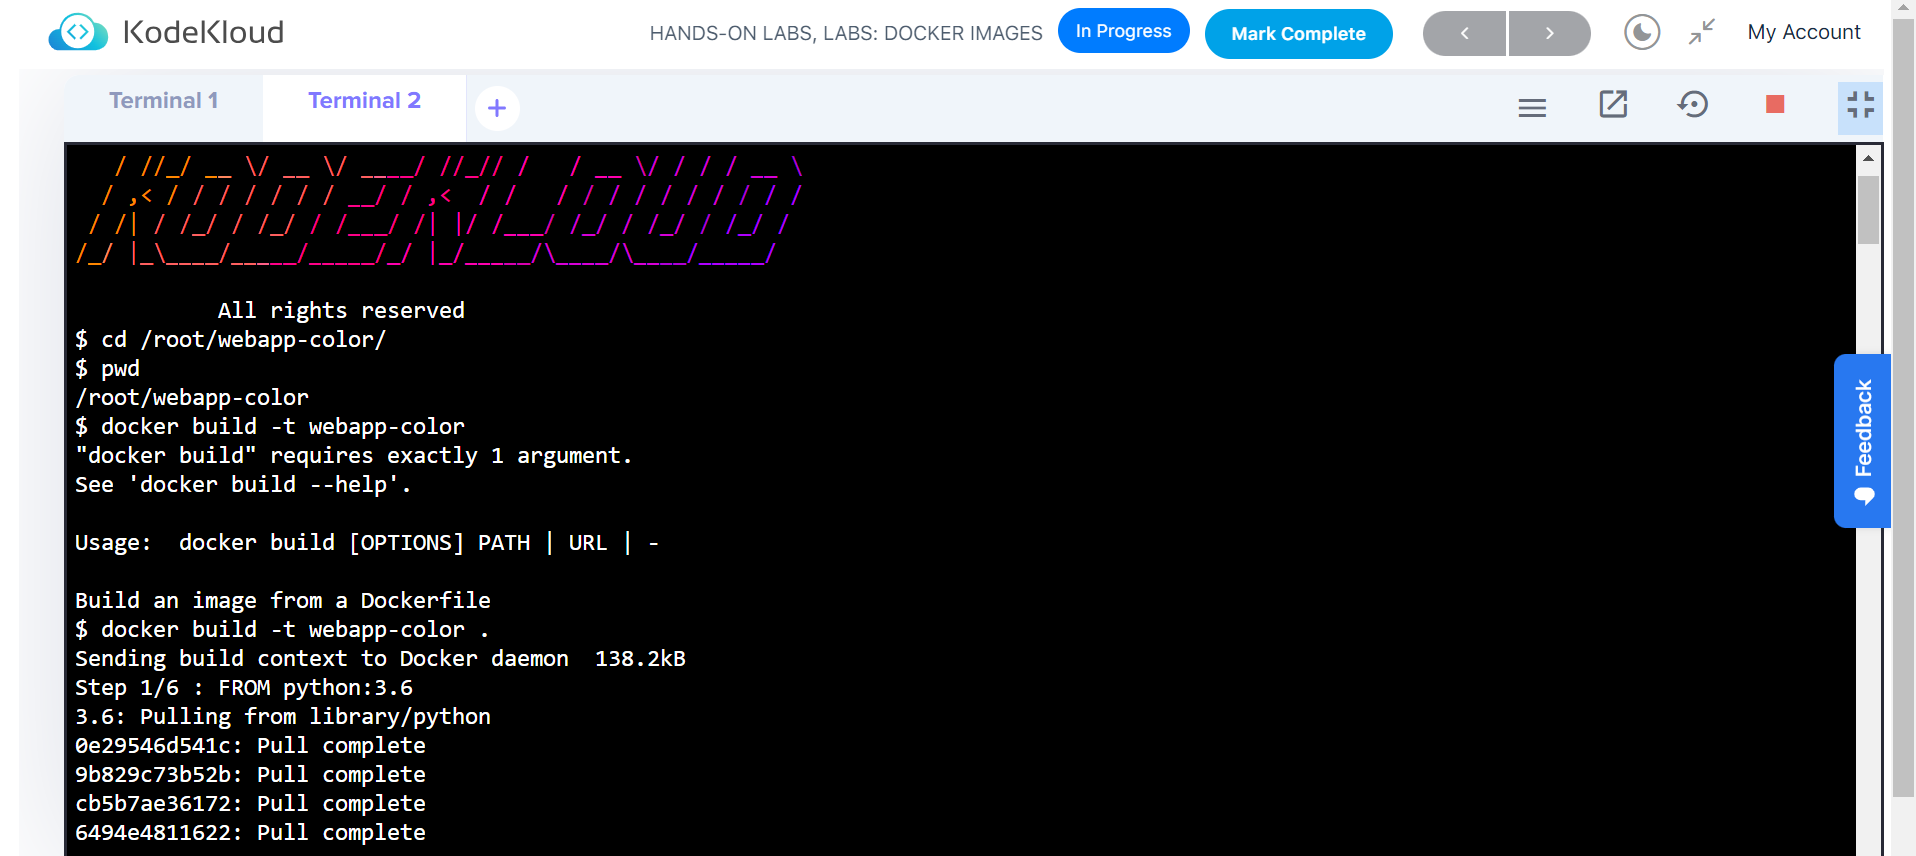 KodeKloud
HANDS-ON LABS, LABS: DOCKER IMAGES
In Progress
Mark Complete
My Account
Terminal 1
Terminal 2
All rights reserved
$ cd /root/webapp-color/
$ pwd
/root/webapp-color
$ docker build -t webapp-color
"docker build" requires exactly 1 argument.
See 'docker build --help'.
Usage:  docker build [OPTIONS] PATH | URL | -
Build an image from a Dockerfile
$ docker build -t webapp-color .
Sending build context to Docker daemon  138.2kB
Step 1/6 : FROM python:3.6
3.6: Pulling from library/python
0e29546d541c: Pull complete
9b829c73b52b: Pull complete
cb5b7ae36172: Pull complete
6494e4811622: Pull complete
Feedback